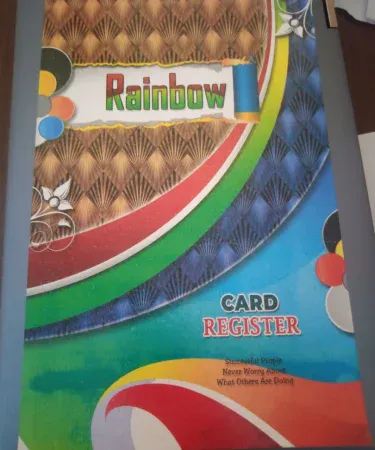 Rainbow
CARD
REGISTER
Successful People
Never Worry About
What Others Are Doing